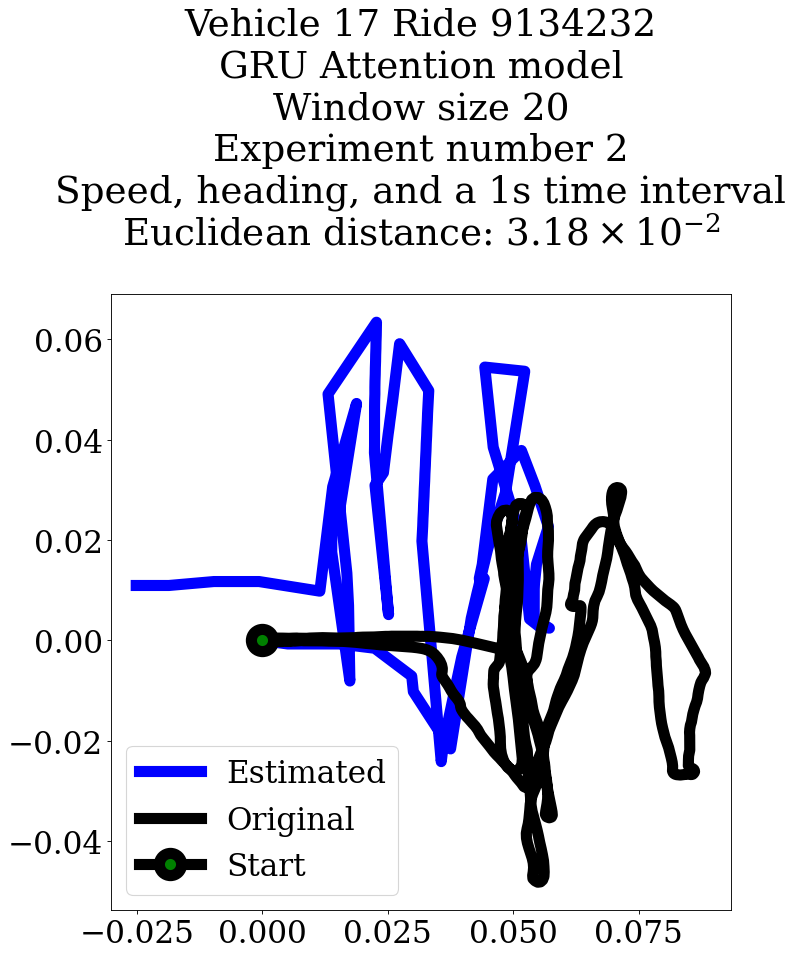 Vehicle 17 Ride 9134232
GRU Attention model
Window size 20
Experiment number 2
Speed, heading, and a 1s time interval
Euclidean distance: 3.18 × 10⁻²
0.06
0.04
0.02
0.00
−0.02
−0.04
Estimated
Original
Start
−0.025 0.000 0.025 0.050 0.075